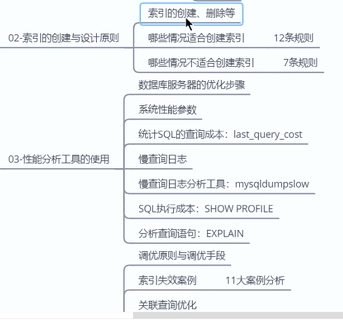 索引的创建、删除等
02-索引的创建与设计原则
哪些情况适合创建索引 12条规则
哪些情况不适合创建索引 7条规则
数据库服务器的优化步骤
系统性能参数
统计SQL的查询成本：last_query_cost
03-性能分析工具的使用
慢查询日志
慢查询日志分析工具：mysqldumpslow
SQL执行成本：SHOW PROFILE
分析查询语句：EXPLAIN
调优原则与调优手段
索引失效案例 11大案例分析
关联查询优化